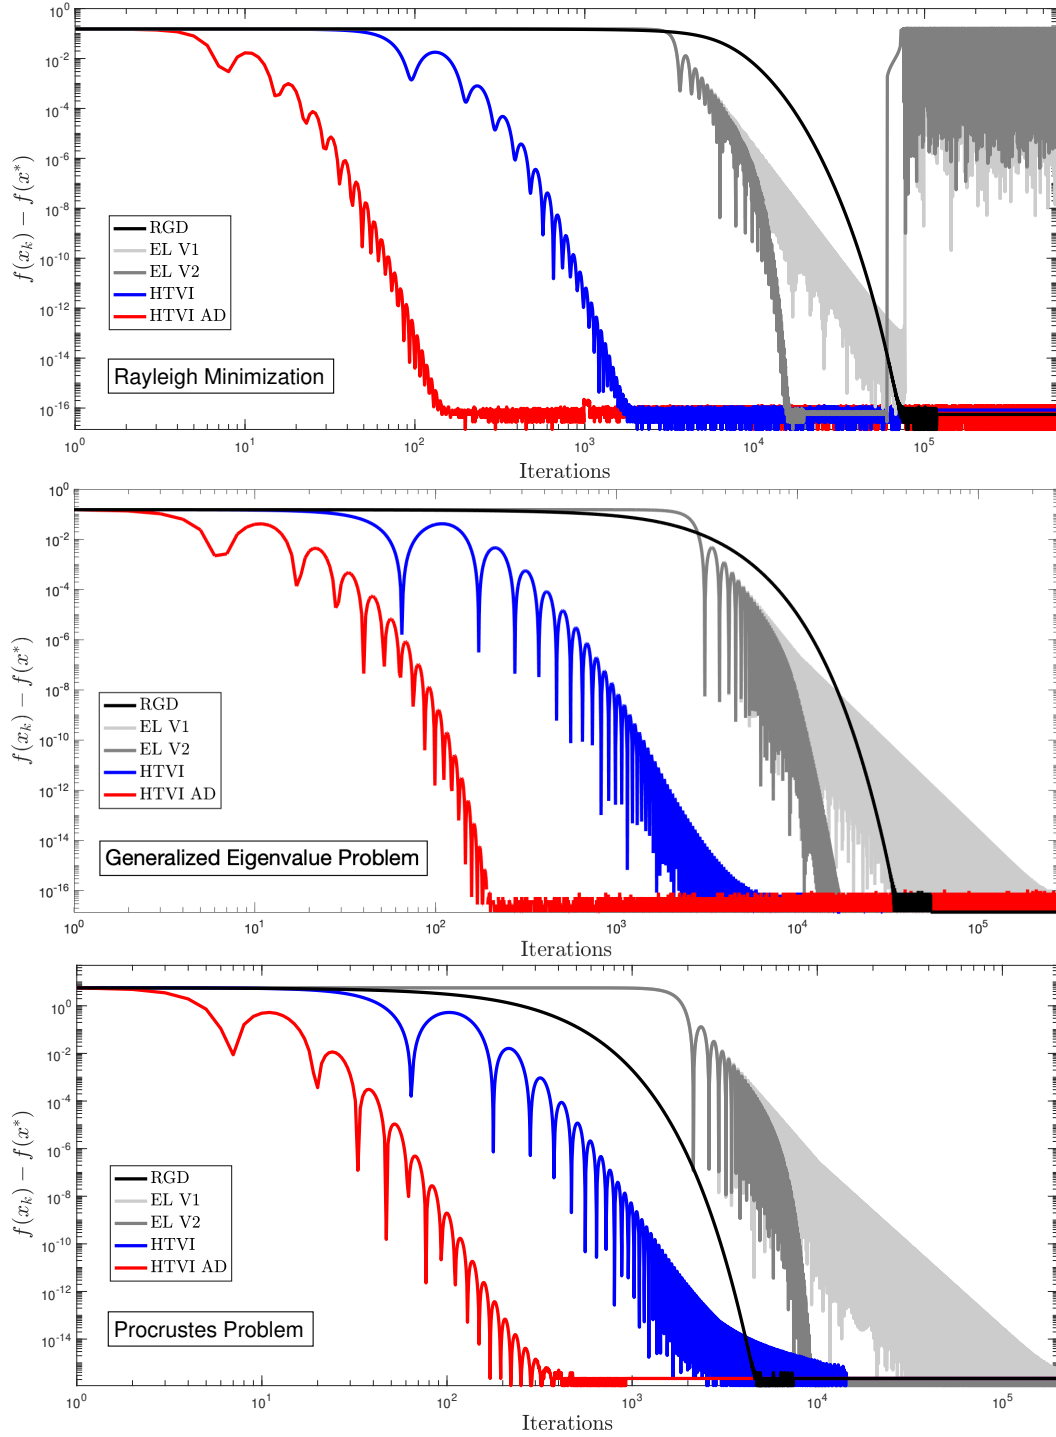 10^0
10^-2
10^-4
10^-6
10^-8
10^-10
10^-12
10^-14
10^-16
f(x_k) − f(x*)
RGD
EL V1
EL V2
HTVI
HTVI AD
Rayleigh Minimization
10^0 10^1 10^2 10^3 10^4 10^5
Iterations
10^0
10^-2
10^-4
10^-6
10^-8
10^-10
10^-12
10^-14
10^-16
f(x_k) − f(x*)
RGD
EL V1
EL V2
HTVI
HTVI AD
Generalized Eigenvalue Problem
10^0 10^1 10^2 10^3 10^4 10^5
Iterations
10^0
10^-2
10^-4
10^-6
10^-8
10^-10
10^-12
10^-14
f(x_k) − f(x*)
RGD
EL V1
EL V2
HTVI
HTVI AD
Procrustes Problem
10^0 10^1 10^2 10^3 10^4 10^5
Iterations